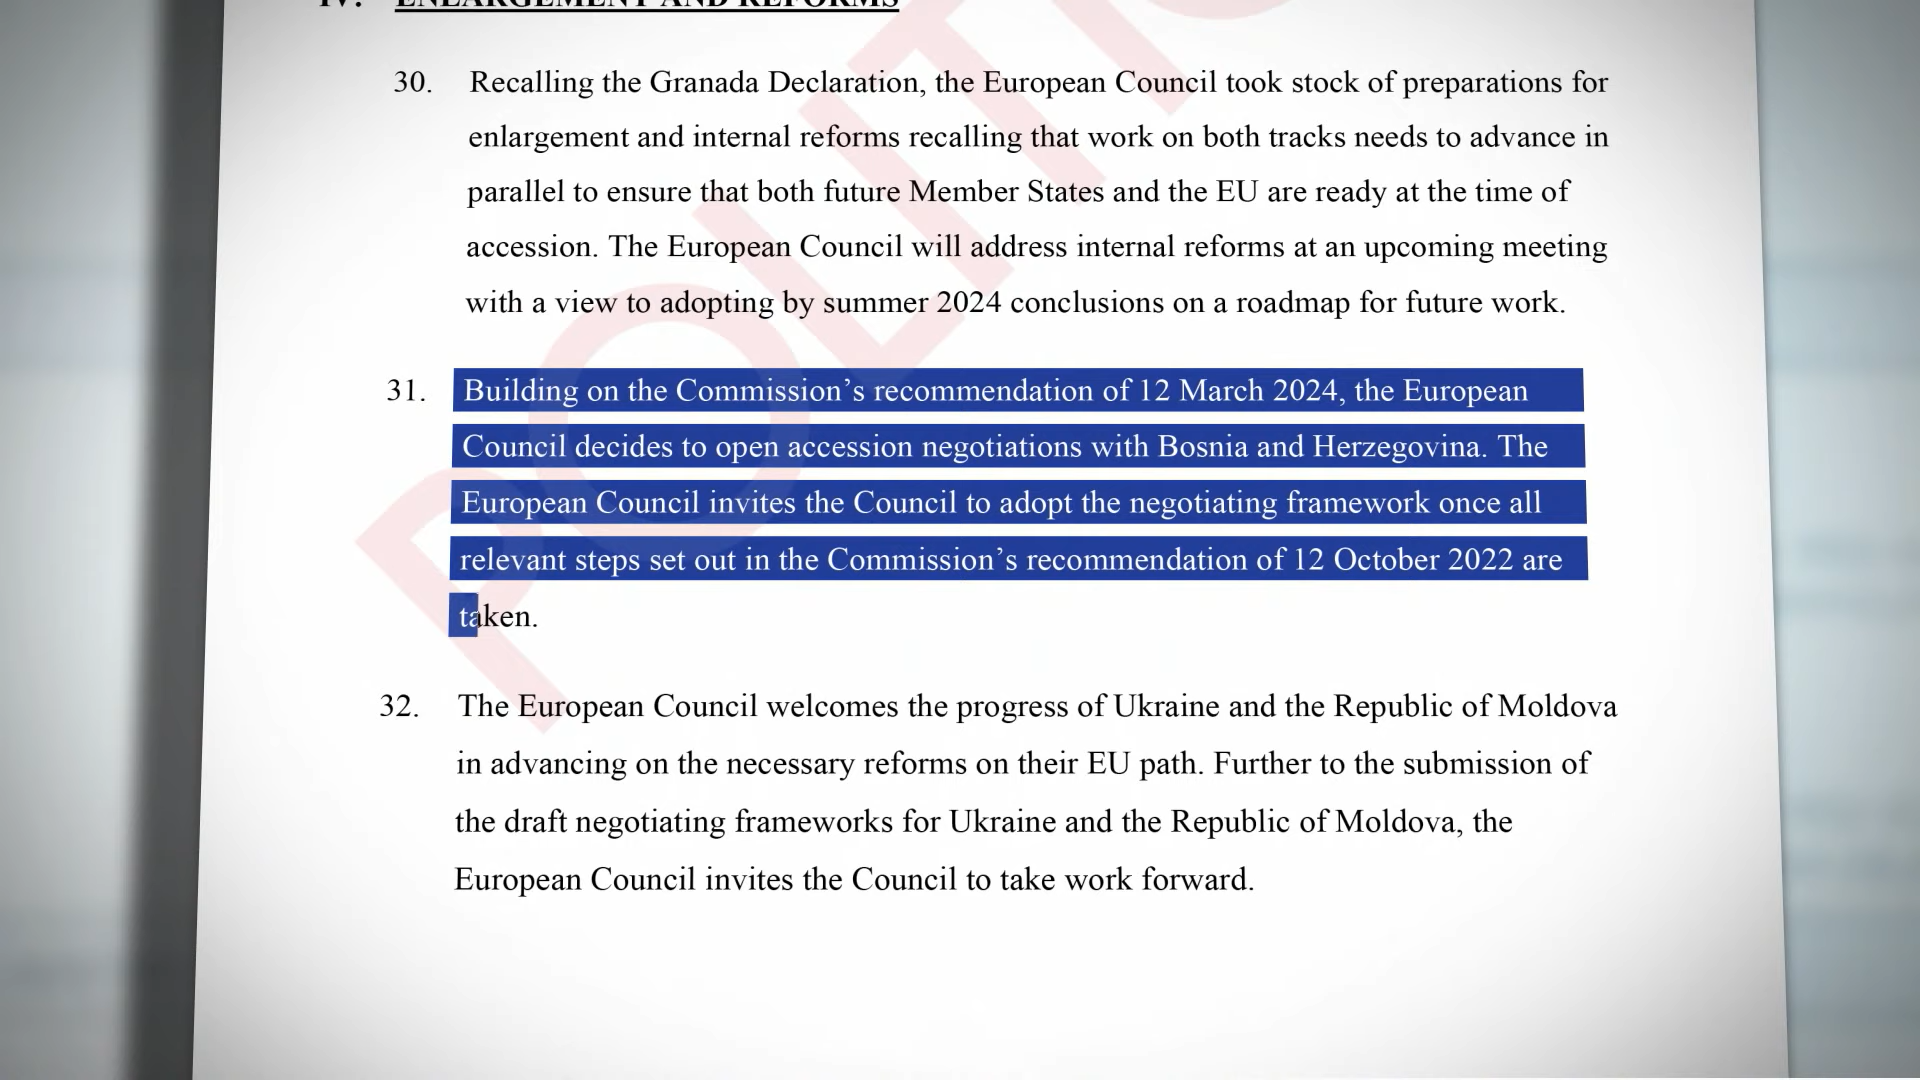 IV. ENLARGEMENT AND REFORMS
30. Recalling the Granada Declaration, the European Council took stock of preparations for
enlargement and internal reforms recalling that work on both tracks needs to advance in
parallel to ensure that both future Member States and the EU are ready at the time of
accession. The European Council will address internal reforms at an upcoming meeting
with a view to adopting by summer 2024 conclusions on a roadmap for future work.
31. Building on the Commission’s recommendation of 12 March 2024, the European
Council decides to open accession negotiations with Bosnia and Herzegovina. The
European Council invites the Council to adopt the negotiating framework once all
relevant steps set out in the Commission’s recommendation of 12 October 2022 are
taken.
32. The European Council welcomes the progress of Ukraine and the Republic of Moldova
in advancing on the necessary reforms on their EU path. Further to the submission of
the draft negotiating frameworks for Ukraine and the Republic of Moldova, the
European Council invites the Council to take work forward.
POLITIC